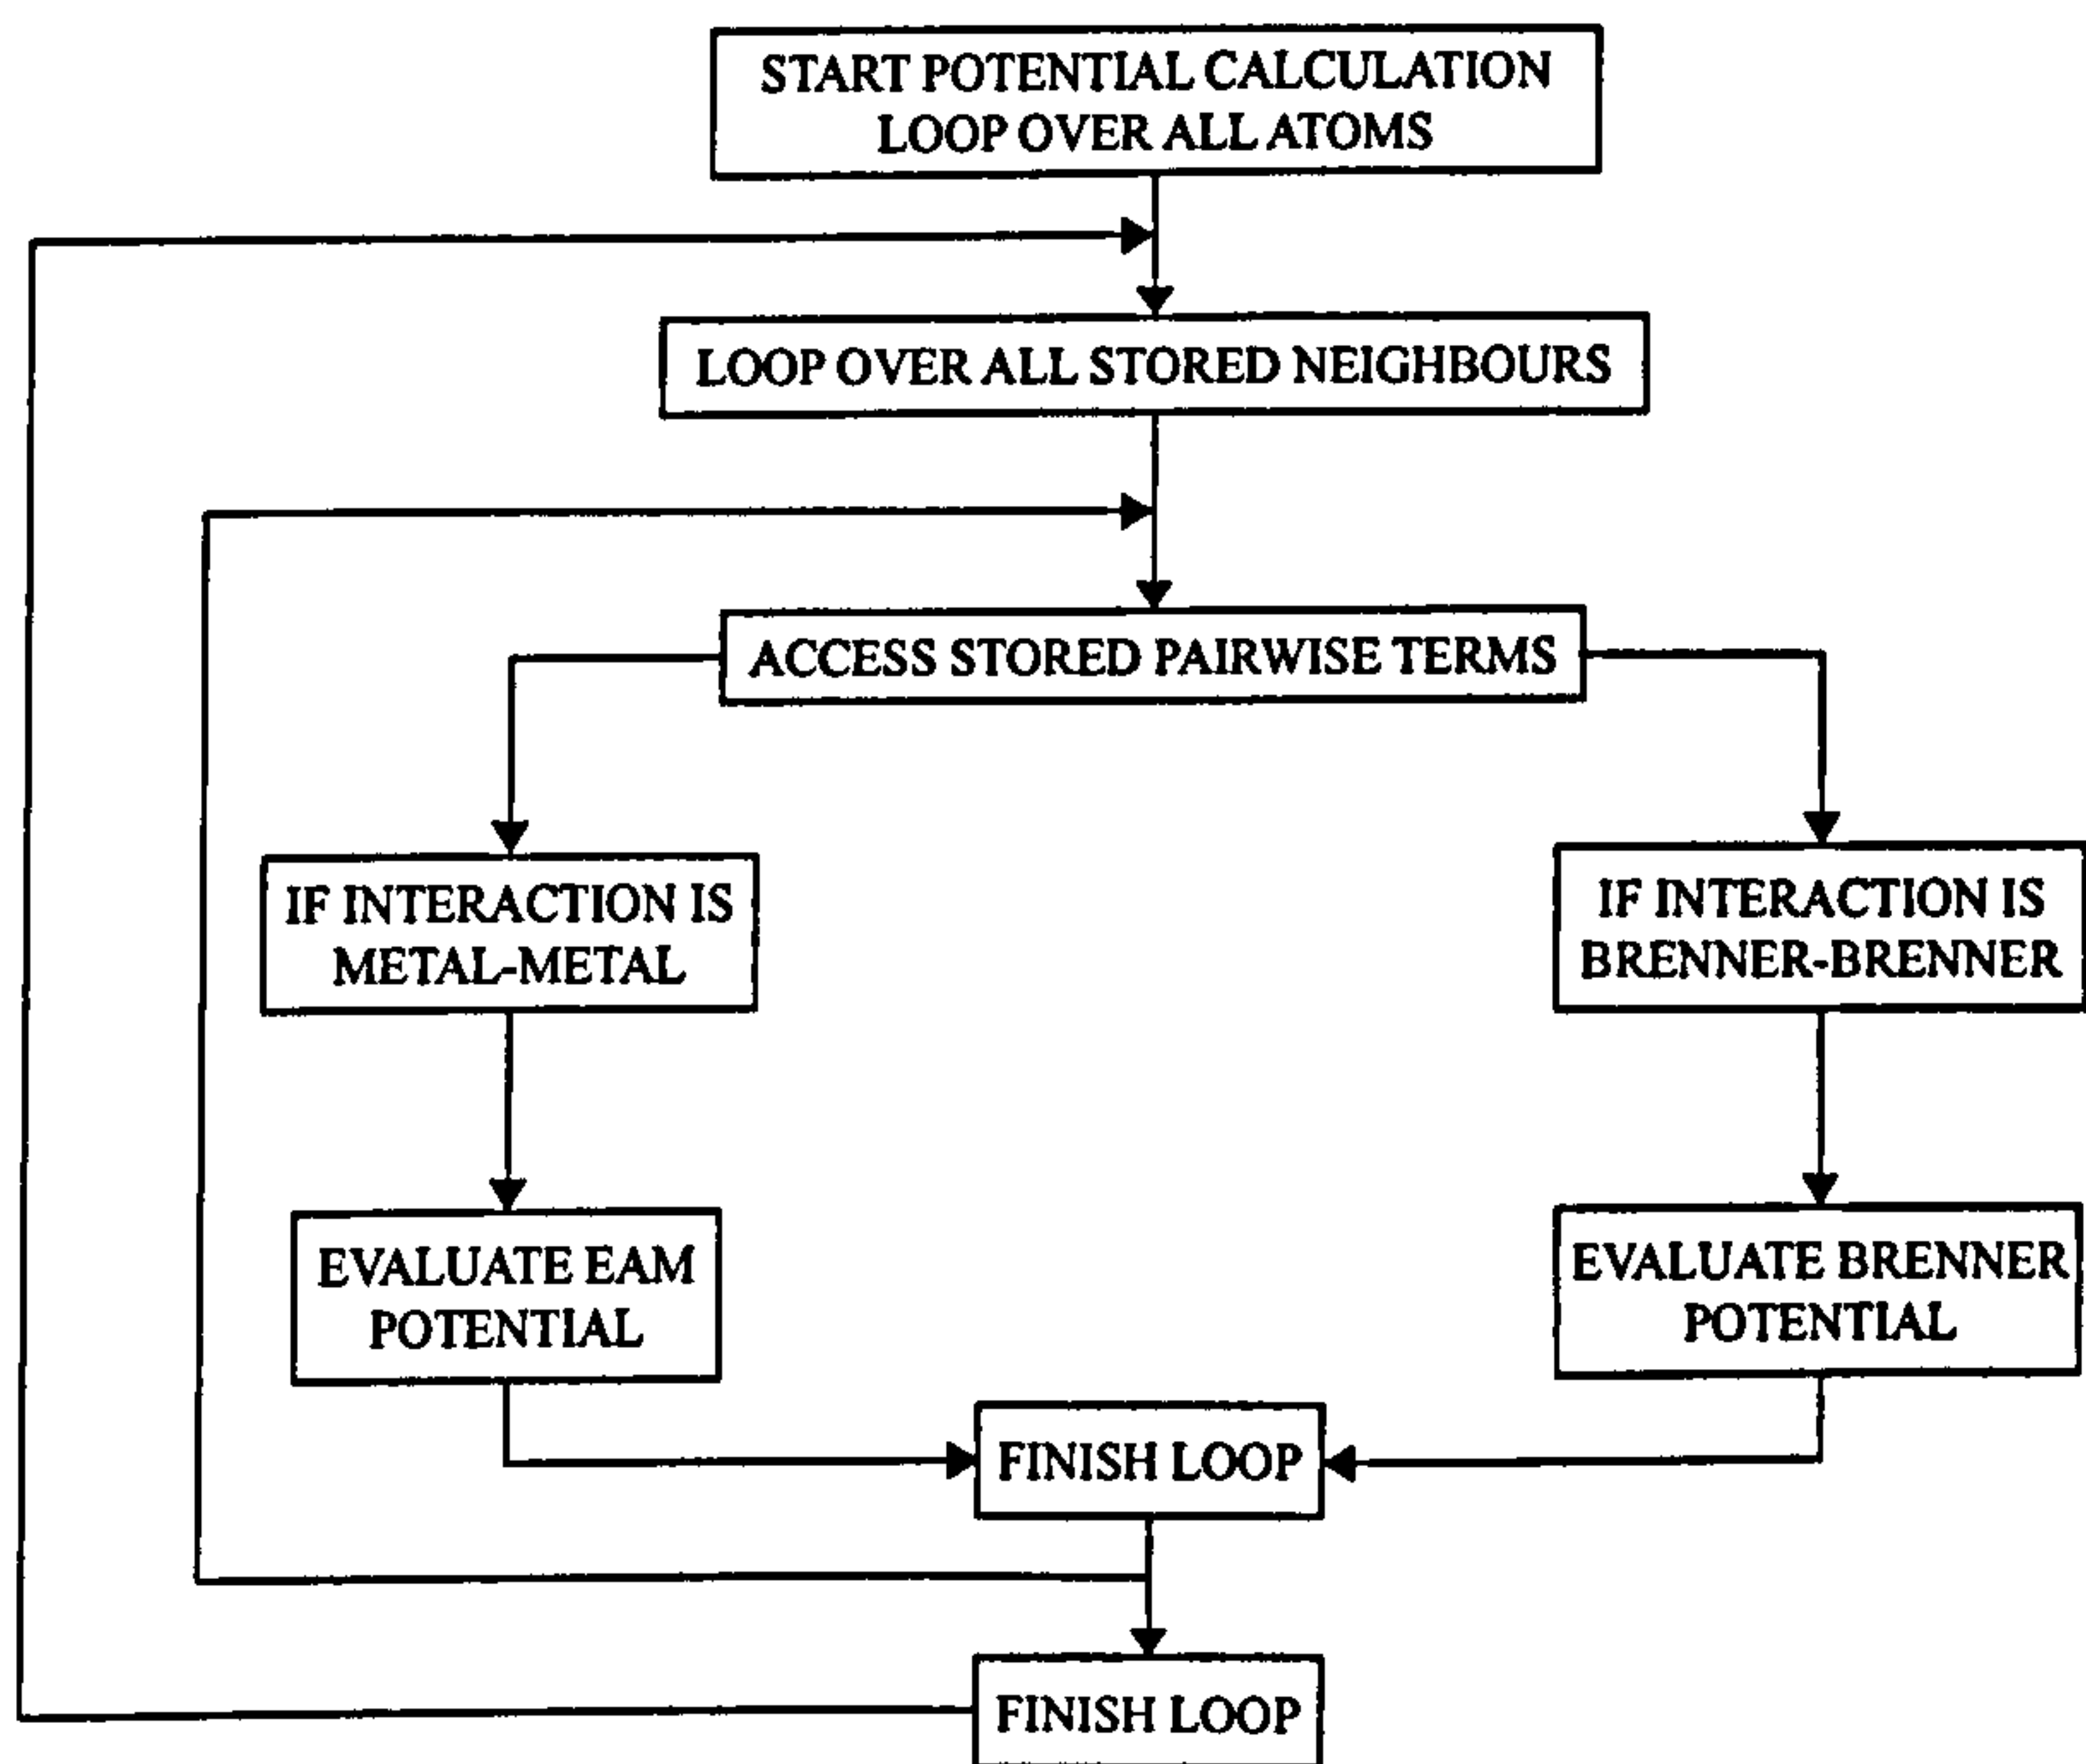 START POTENTIAL CALCULATION
LOOP OVER ALL ATOMS
LOOP OVER ALL STORED NEIGHBOURS
ACCESS STORED PAIRWISE TERMS
IF INTERACTION IS
METAL-METAL
IF INTERACTION IS
BRENNER-BRENNER
EVALUATE EAM
POTENTIAL
EVALUATE BRENNER
POTENTIAL
FINISH LOOP
FINISH LOOP